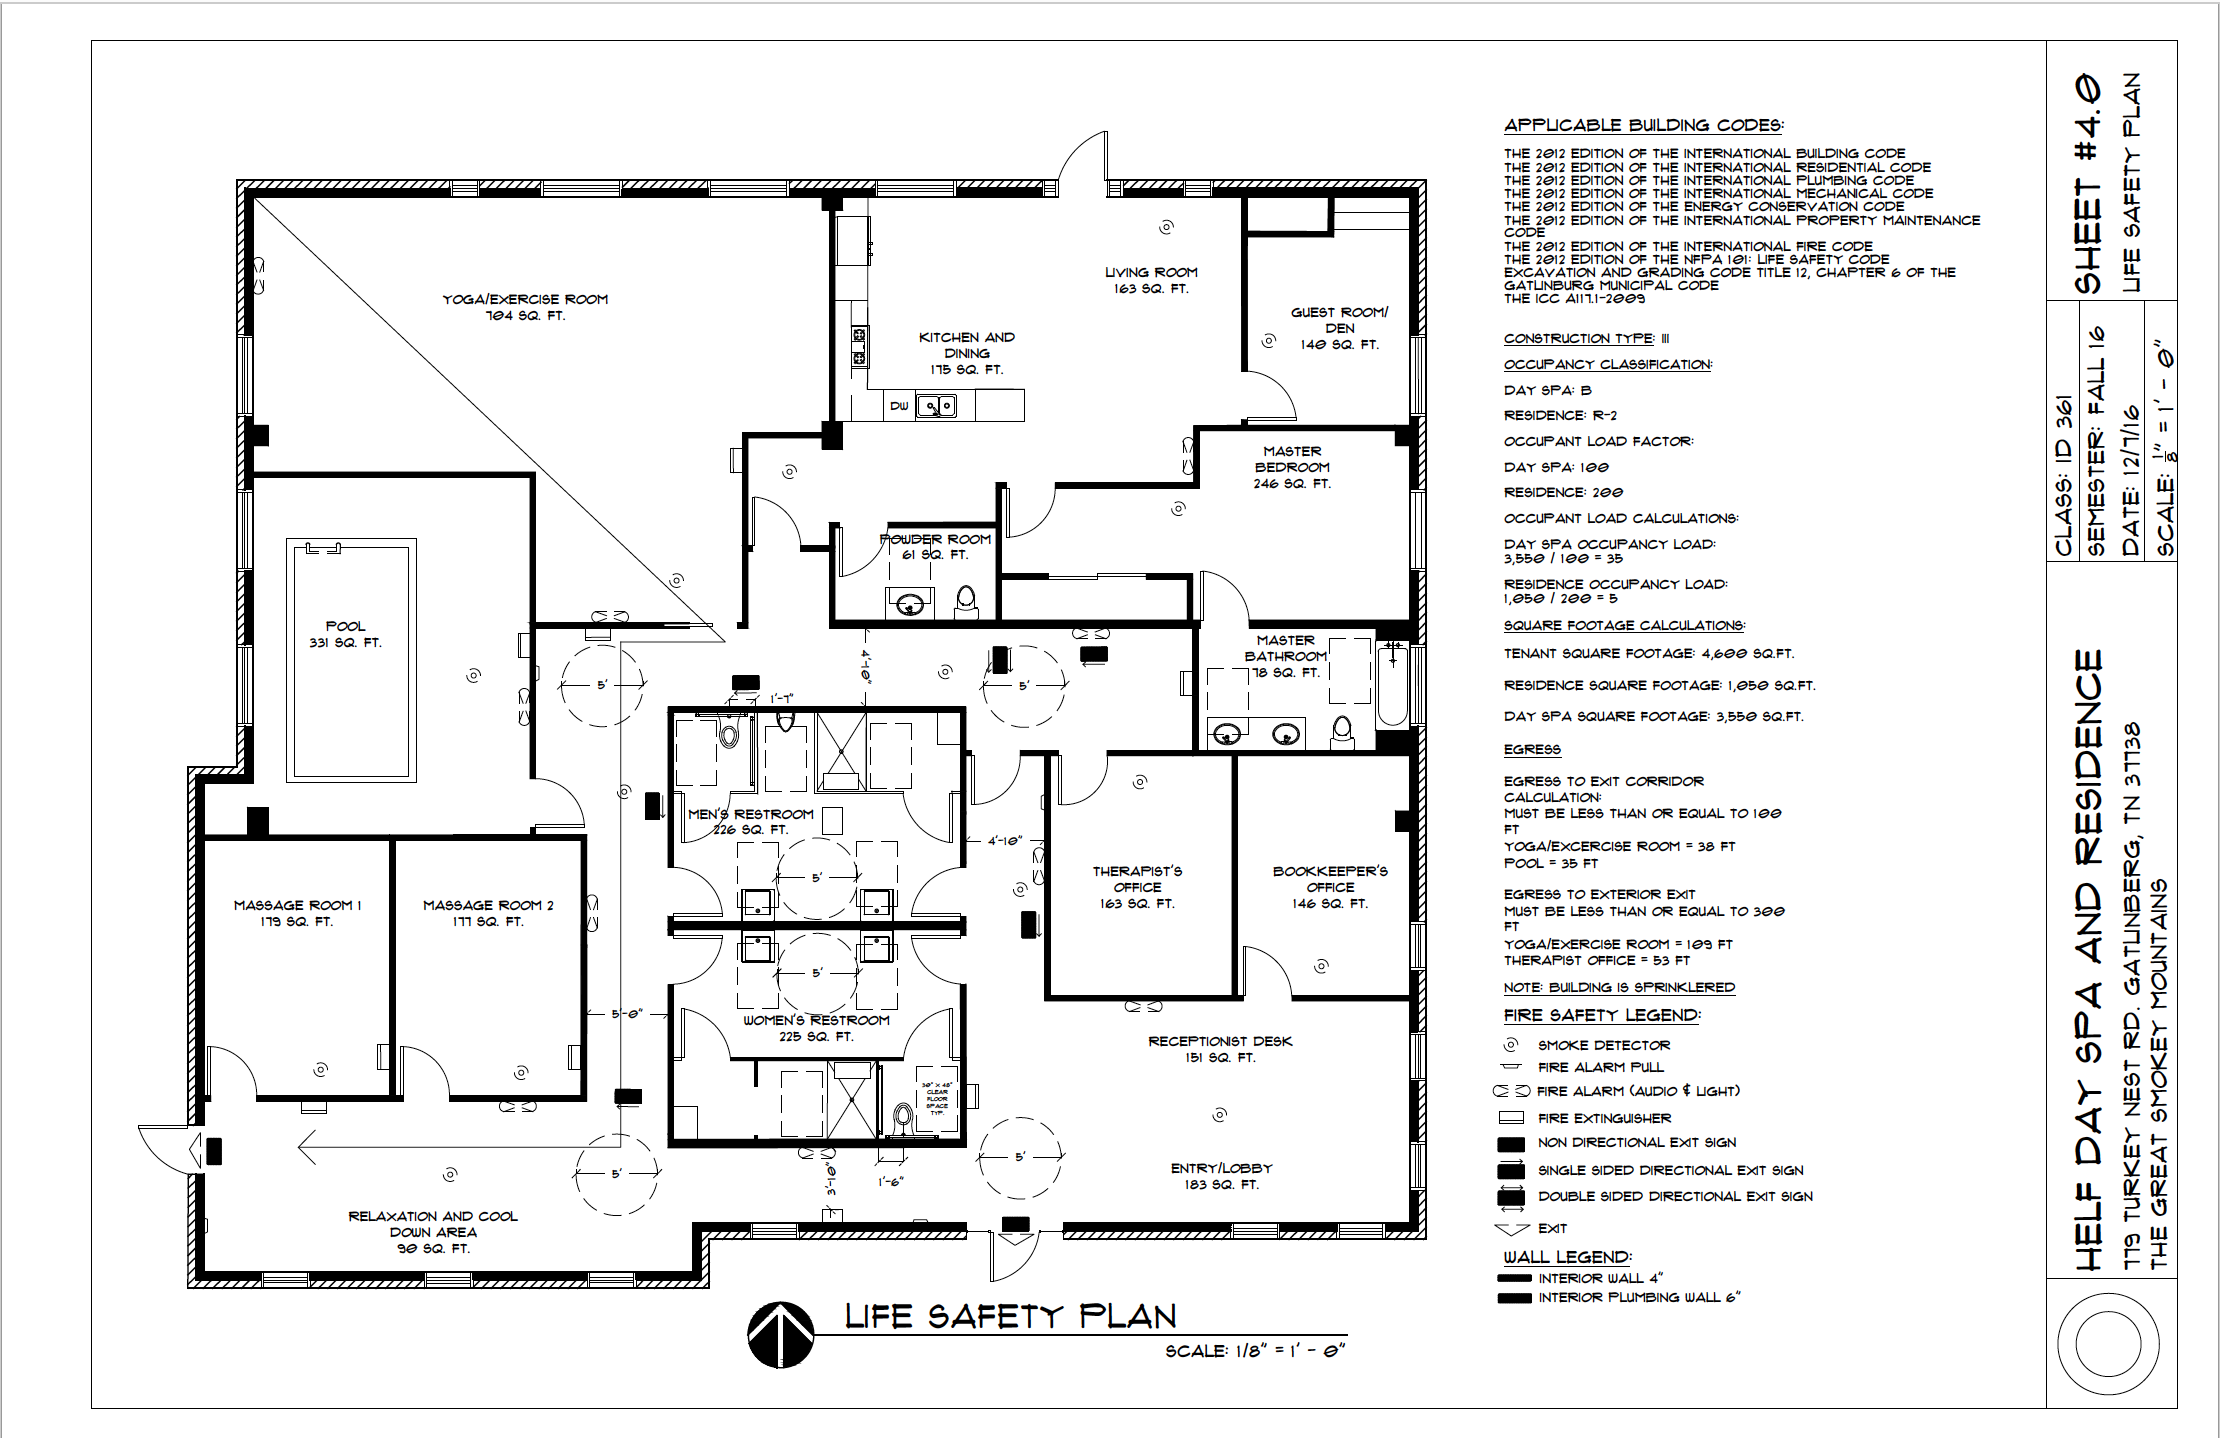 YOGA/EXERCISE ROOM
704 SQ. FT.
LIVING ROOM
163 SQ. FT.
KITCHEN AND
DINING
175 SQ. FT.
GUEST ROOM/
DEN
140 SQ. FT.
DW
MASTER
BEDROOM
246 SQ. FT.
POWDER ROOM
61 SQ. FT.
POOL
331 SQ. FT.
MASTER
BATHROOM
78 SQ. FT.
5'
4'-0"
5'
1'-7"
MEN'S RESTROOM
226 SQ. FT.
4'-10"
5'
THERAPIST'S
OFFICE
163 SQ. FT.
BOOKKEEPER'S
OFFICE
146 SQ. FT.
MASSAGE ROOM 1
179 SQ. FT.
MASSAGE ROOM 2
177 SQ. FT.
5'
5'-0"
WOMEN'S RESTROOM
225 SQ. FT.
RECEPTIONIST DESK
151 SQ. FT.
30" X 48"
CLEAR
FLOOR
SPACE
TYP.
5'
5'
3'-10"
1'-6"
ENTRY/LOBBY
183 SQ. FT.
RELAXATION AND COOL
DOWN AREA
90 SQ. FT.
LIFE SAFETY PLAN
SCALE: 1/8" = 1' - 0"
APPLICABLE BUILDING CODES:
THE 2012 EDITION OF THE INTERNATIONAL BUILDING CODE
THE 2012 EDITION OF THE INTERNATIONAL RESIDENTIAL CODE
THE 2012 EDITION OF THE INTERNATIONAL PLUMBING CODE
THE 2012 EDITION OF THE INTERNATIONAL MECHANICAL CODE
THE 2012 EDITION OF THE ENERGY CONSERVATION CODE
THE 2012 EDITION OF THE INTERNATIONAL PROPERTY MAINTENANCE
CODE
THE 2012 EDITION OF THE INTERNATIONAL FIRE CODE
THE 2012 EDITION OF THE NFPA 101: LIFE SAFETY CODE
EXCAVATION AND GRADING CODE TITLE 12, CHAPTER 6 OF THE
GATLINBURG MUNICIPAL CODE
THE ICC A117.1-2009
CONSTRUCTION TYPE: III
OCCUPANCY CLASSIFICATION:
DAY SPA: B
RESIDENCE: R-2
OCCUPANT LOAD FACTOR:
DAY SPA: 100
RESIDENCE: 200
OCCUPANT LOAD CALCULATIONS:
DAY SPA OCCUPANCY LOAD:
3,550 / 100 = 35
RESIDENCE OCCUPANCY LOAD:
1,050 / 200 = 5
SQUARE FOOTAGE CALCULATIONS:
TENANT SQUARE FOOTAGE: 4,600 SQ.FT.
RESIDENCE SQUARE FOOTAGE: 1,050 SQ.FT.
DAY SPA SQUARE FOOTAGE: 3,550 SQ.FT.
EGRESS
EGRESS TO EXIT CORRIDOR
CALCULATION:
MUST BE LESS THAN OR EQUAL TO 100
FT
YOGA/EXCERCISE ROOM = 38 FT
POOL = 35 FT
EGRESS TO EXTERIOR EXIT
MUST BE LESS THAN OR EQUAL TO 300
FT
YOGA/EXERCISE ROOM = 109 FT
THERAPIST OFFICE = 53 FT
NOTE: BUILDING IS SPRINKLERED
FIRE SAFETY LEGEND:
SMOKE DETECTOR
FIRE ALARM PULL
FIRE ALARM (AUDIO & LIGHT)
FIRE EXTINGUISHER
NON DIRECTIONAL EXIT SIGN
SINGLE SIDED DIRECTIONAL EXIT SIGN
DOUBLE SIDED DIRECTIONAL EXIT SIGN
EXIT
WALL LEGEND:
INTERIOR WALL 4"
INTERIOR PLUMBING WALL 6"
SHEET #4.0
LIFE SAFETY PLAN
CLASS: ID 361
SEMESTER: FALL 16
DATE: 12/7/16
SCALE: 1/8" = 1' - 0"
HELF DAY SPA AND RESIDENCE
779 TURKEY NEST RD. GATLINBERG, TN 37738
THE GREAT SMOKEY MOUNTAINS